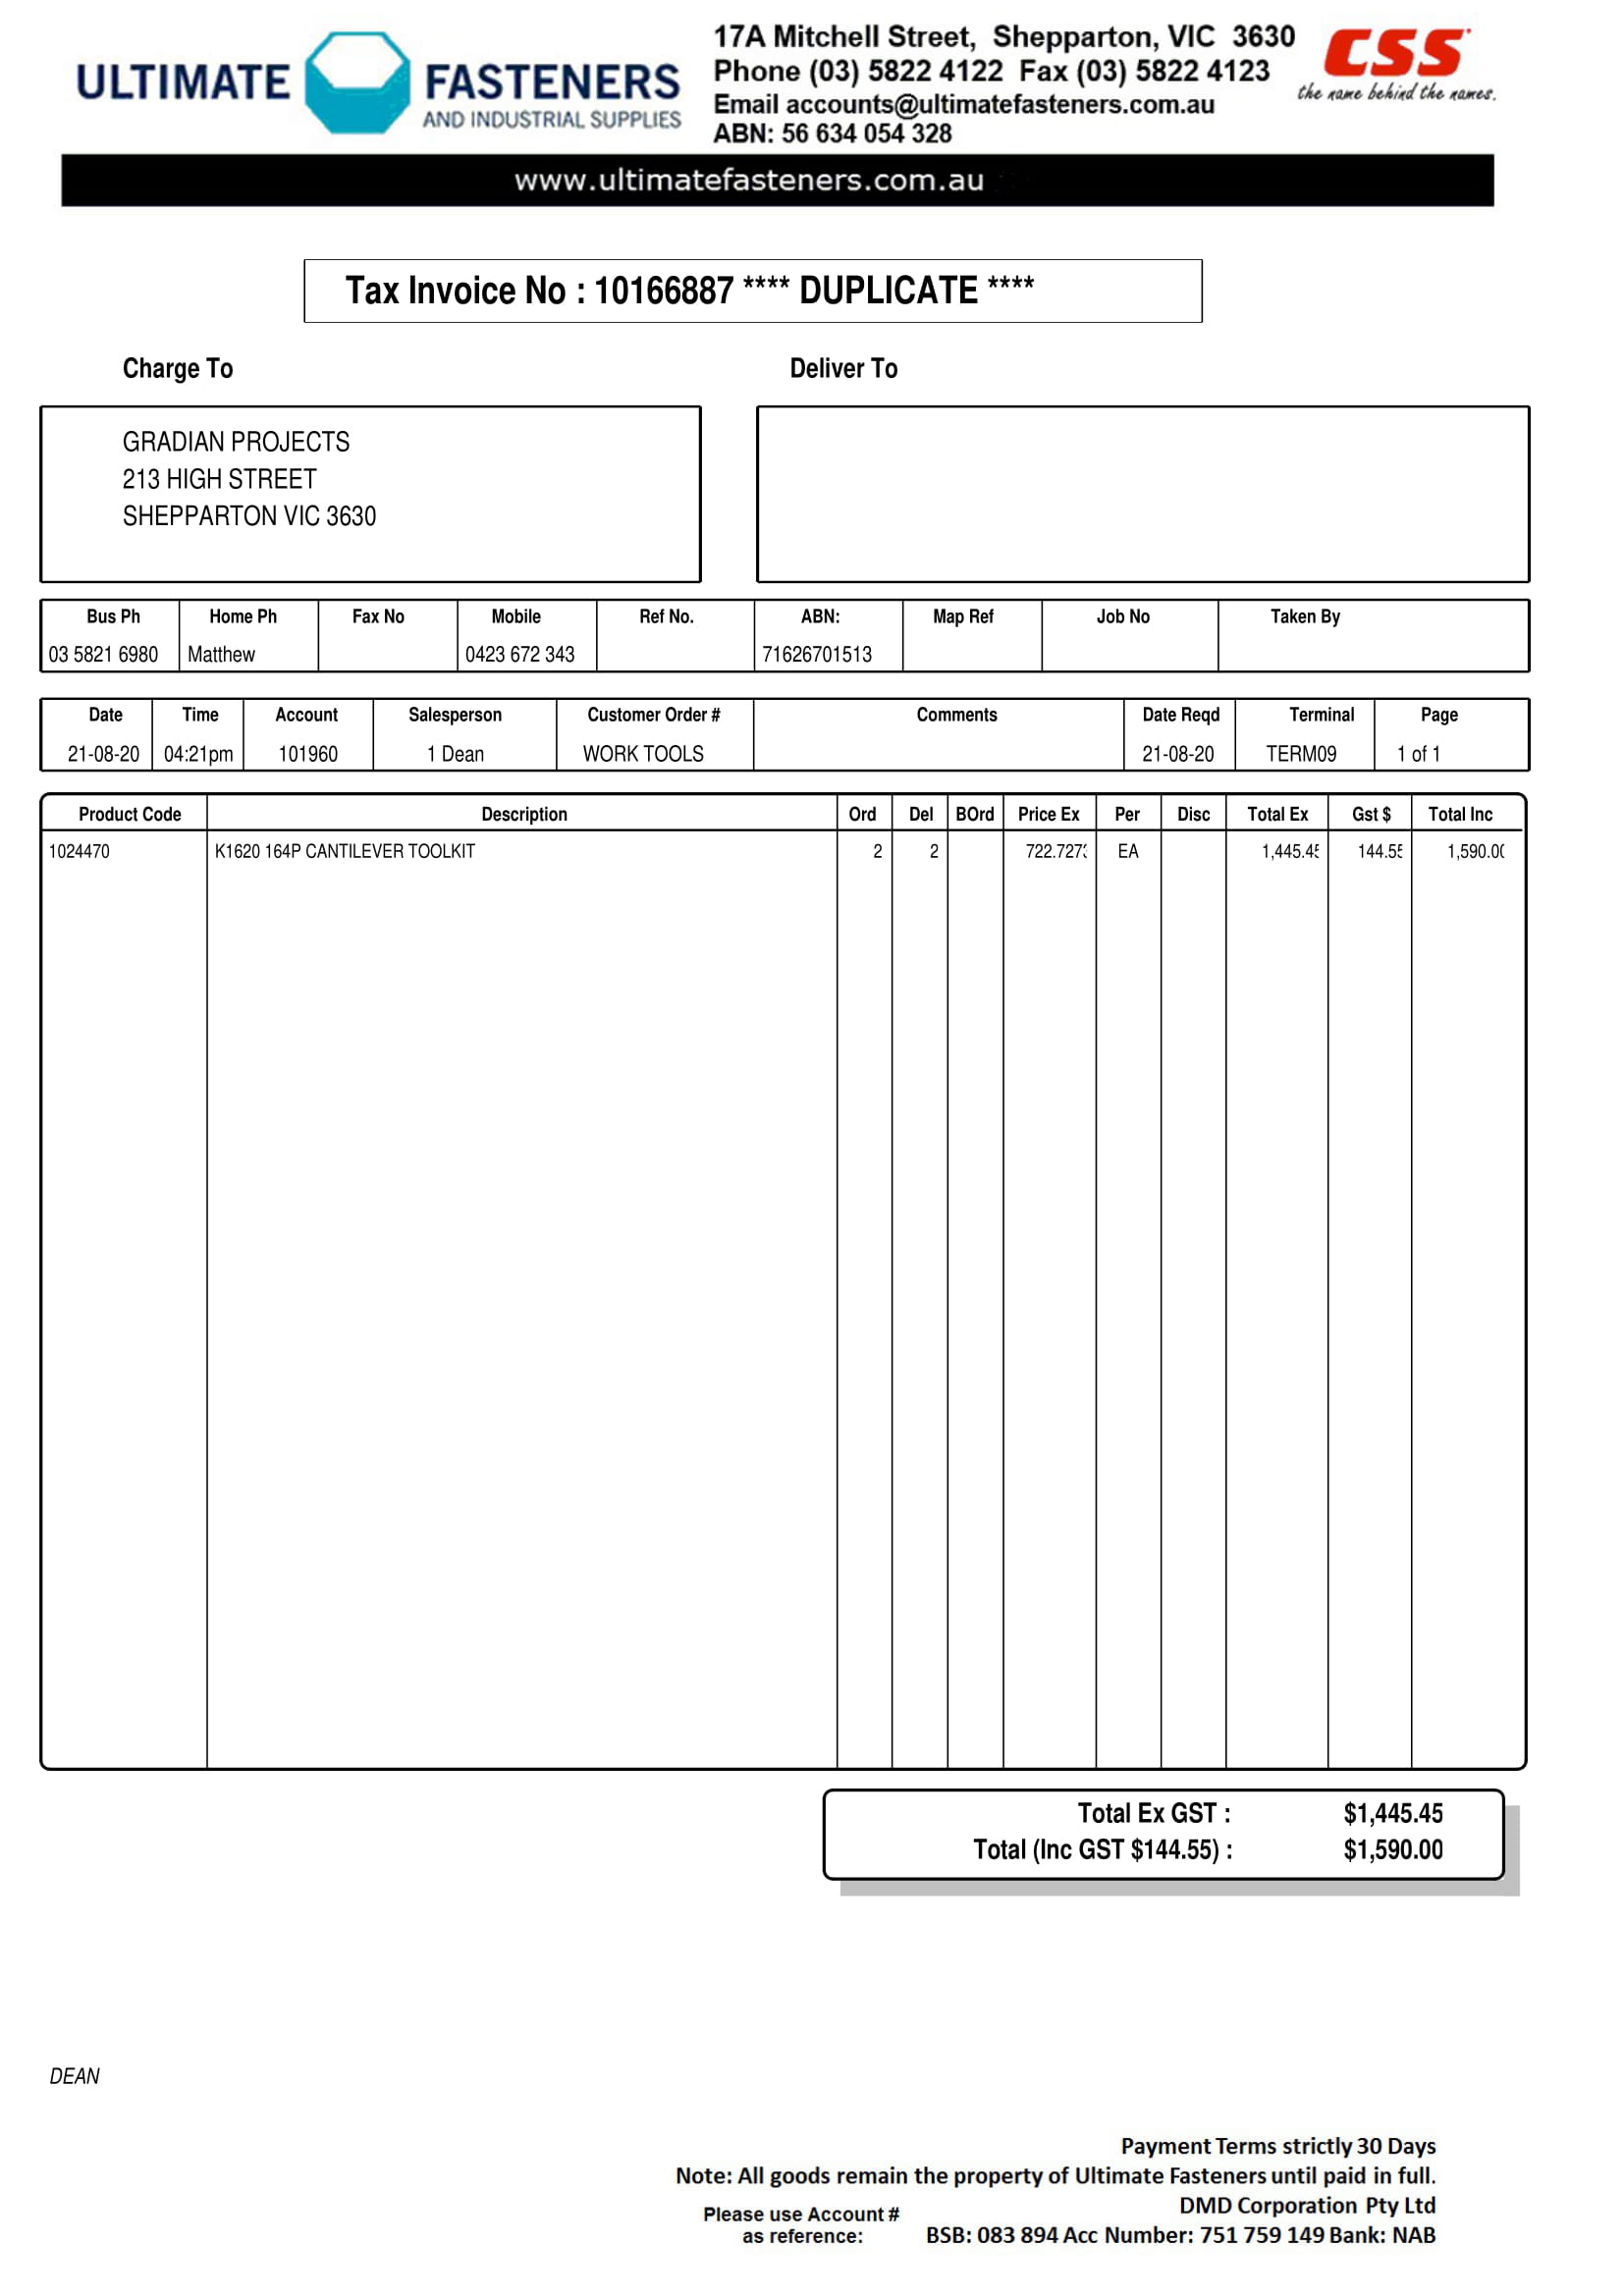 ULTIMATE FASTENERS
AND INDUSTRIAL SUPPLIES
17A Mitchell Street, Shepparton, VIC 3630
Phone (03) 5822 4122 Fax (03) 5822 4123
Email accounts@ultimatefasteners.com.au
ABN: 56 634 054 328
CSS
the name behind the names.
www.ultimatefasteners.com.au
Tax Invoice No : 10166887 **** DUPLICATE ****
Charge To
GRADIAN PROJECTS
213 HIGH STREET
SHEPPARTON VIC 3630
Deliver To
Bus Ph Home Ph Fax No Mobile Ref No. ABN: Map Ref Job No Taken By
03 5821 6980 Matthew 0423 672 343 71626701513
Date Time Account Salesperson Customer Order # Comments Date Reqd Terminal Page
21-08-20 04:21pm 101960 1 Dean WORK TOOLS 21-08-20 TERM09 1 of 1
Product Code Description Ord Del BOrd Price Ex Per Disc Total Ex Gst $ Total Inc
1024470 K1620 164P CANTILEVER TOOLKIT 2 2 722.7273 EA 1,445.45 144.55 1,590.00
Total Ex GST : $1,445.45
Total (Inc GST $144.55) : $1,590.00
DEAN
Payment Terms strictly 30 Days
Note: All goods remain the property of Ultimate Fasteners until paid in full.
DMD Corporation Pty Ltd
Please use Account #
as reference: BSB: 083 894 Acc Number: 751 759 149 Bank: NAB